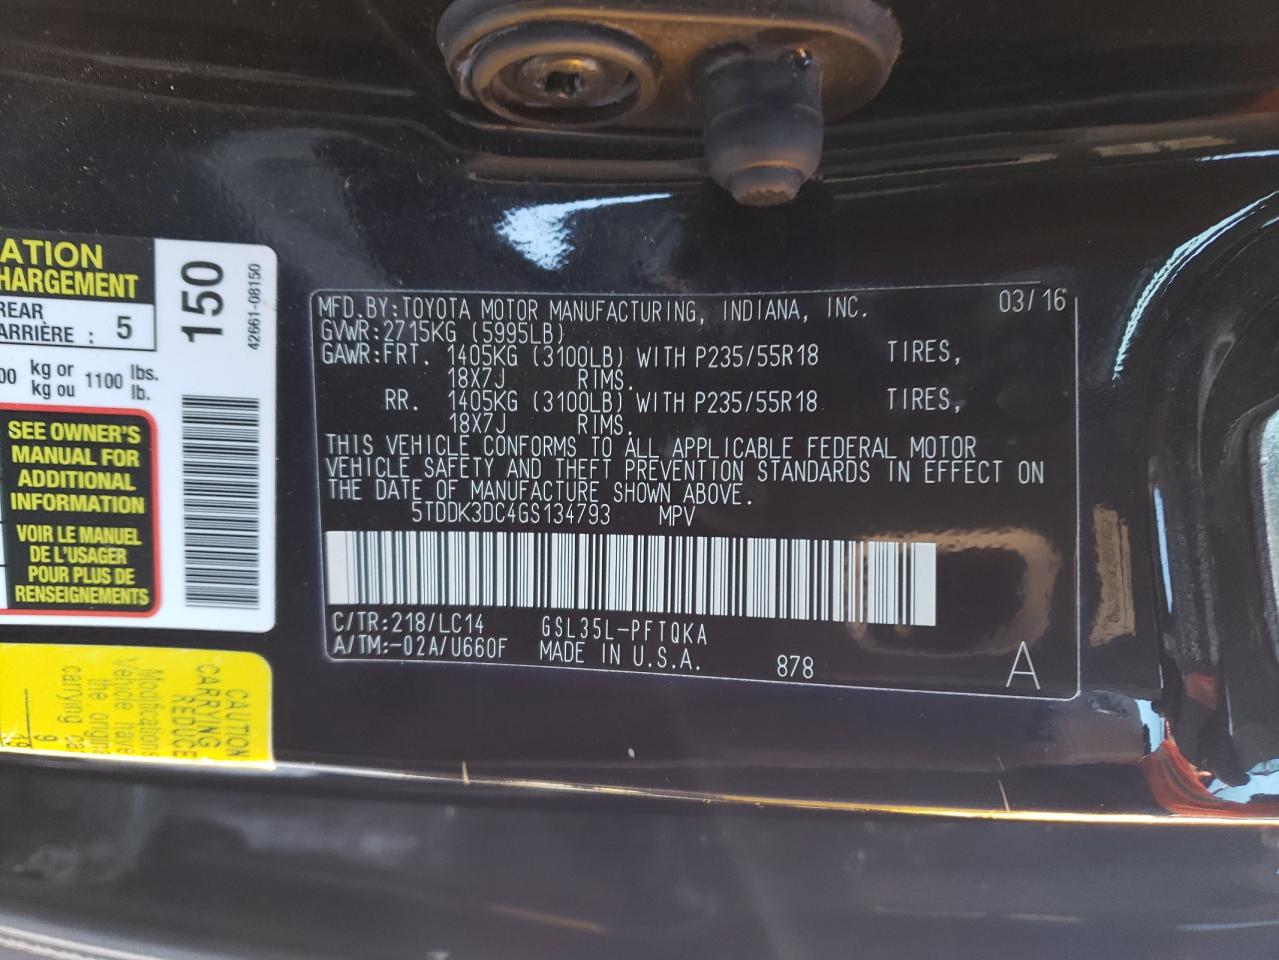 ATION
HARGEMENT
REAR
ARRIÈRE : 5
00 kg or 1100 lbs.
kg ou lb.
SEE OWNER'S
MANUAL FOR
ADDITIONAL
INFORMATION
VOIR LE MANUEL
DE L'USAGER
POUR PLUS DE
RENSEIGNEMENTS
150
42661-08150
CAUTION
CARRYING
REDUCE
Modifications
Vehicle have
the origin
carrying ca
MFD.BY:TOYOTA MOTOR MANUFACTURING, INDIANA, INC. 03/16
GVWR:2715KG (5995LB)
GAWR:FRT. 1405KG (3100LB) WITH P235/55R18 TIRES,
18X7J RIMS.
RR. 1405KG (3100LB) WITH P235/55R18 TIRES,
18X7J RIMS.
THIS VEHICLE CONFORMS TO ALL APPLICABLE FEDERAL MOTOR
VEHICLE SAFETY AND THEFT PREVENTION STANDARDS IN EFFECT ON
THE DATE OF MANUFACTURE SHOWN ABOVE.
5TDDK3DC4GS134793 MPV
C/TR:218/LC14 GSL35L-PFTQKA
A/TM:-02A/U660F MADE IN U.S.A. 878 A